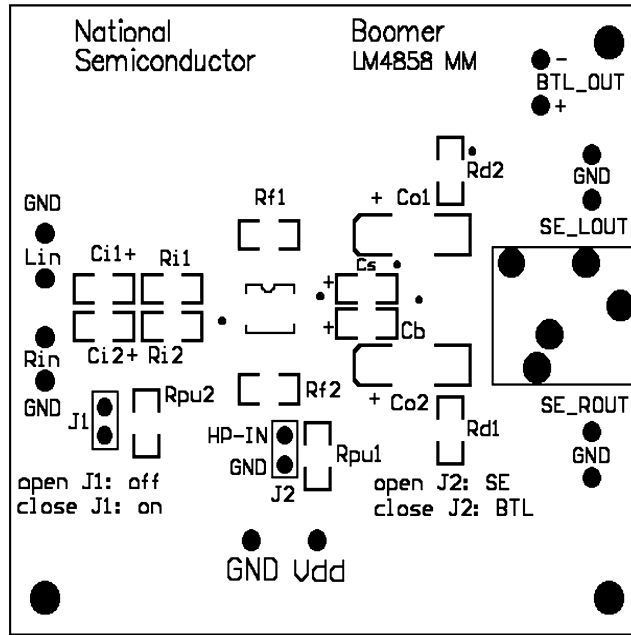 National
Semiconductor
Boomer
LM4858 MM
-
BTL_OUT
+
Rd2
GND
SE_LOUT
+ Co1
Rf1
GND
Lin
Ci1+
Ri1
Cs
+
+
Cb
Rin
Ci2+
Ri2
GND
J1
Rpu2
Rf2
+ Co2
SE_ROUT
Rd1
GND
HP-IN
GND
J2
Rpu1
open J1: off
close J1: on
open J2: SE
close J2: BTL
GND Vdd